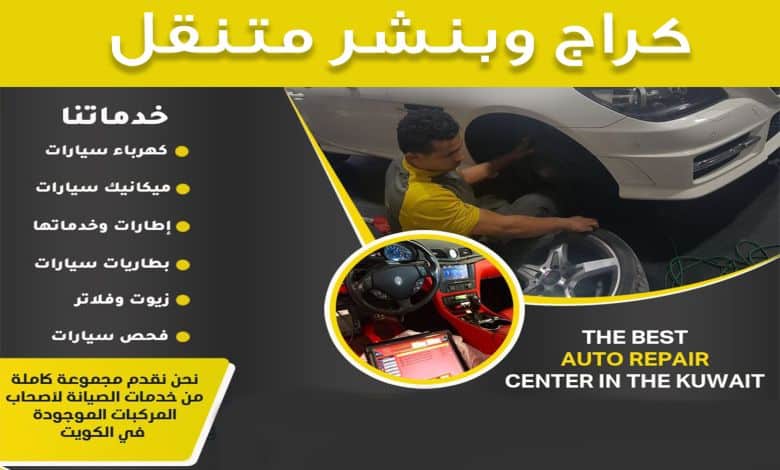 كراج وبنشر متنقل
خدماتنا
كهرباء سيارات
ميكانيك سيارات
إطارات وخدماتها
بطاريات سيارات
زيوت وفلاتر
فحص سيارات
نحن نقدم مجموعة كاملة
من خدمات الصيانة لأصحاب
المركبات الموجودة
في الكويت
THE BEST
AUTO REPAIR
CENTER IN THE KUWAIT